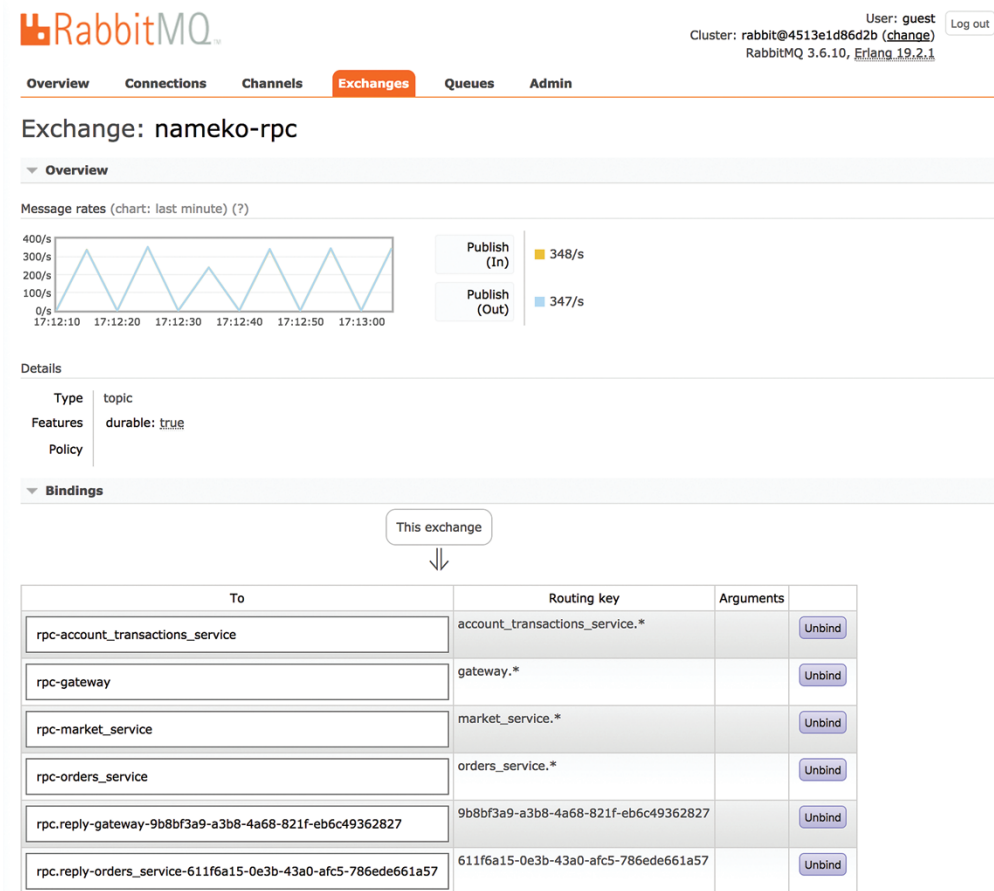 RabbitMQ™
User: guest
Log out
Cluster: rabbit@4513e1d86d2b (change)
RabbitMQ 3.6.10, Erlang 19.2.1
Overview Connections Channels Exchanges Queues Admin
Exchange: nameko-rpc
Overview
Message rates (chart: last minute) (?)
400/s
300/s
200/s
100/s
0/s
17:12:10 17:12:20 17:12:30 17:12:40 17:12:50 17:13:00
Publish
(In)
348/s
Publish
(Out)
347/s
Details
Type topic
Features durable: true
Policy
Bindings
This exchange
⇓
To Routing key Arguments
rpc-account_transactions_service account_transactions_service.* Unbind
rpc-gateway gateway.* Unbind
rpc-market_service market_service.* Unbind
rpc-orders_service orders_service.* Unbind
rpc.reply-gateway-9b8bf3a9-a3b8-4a68-821f-eb6c49362827 9b8bf3a9-a3b8-4a68-821f-eb6c49362827 Unbind
rpc.reply-orders_service-611f6a15-0e3b-43a0-afc5-786ede661a57 611f6a15-0e3b-43a0-afc5-786ede661a57 Unbind